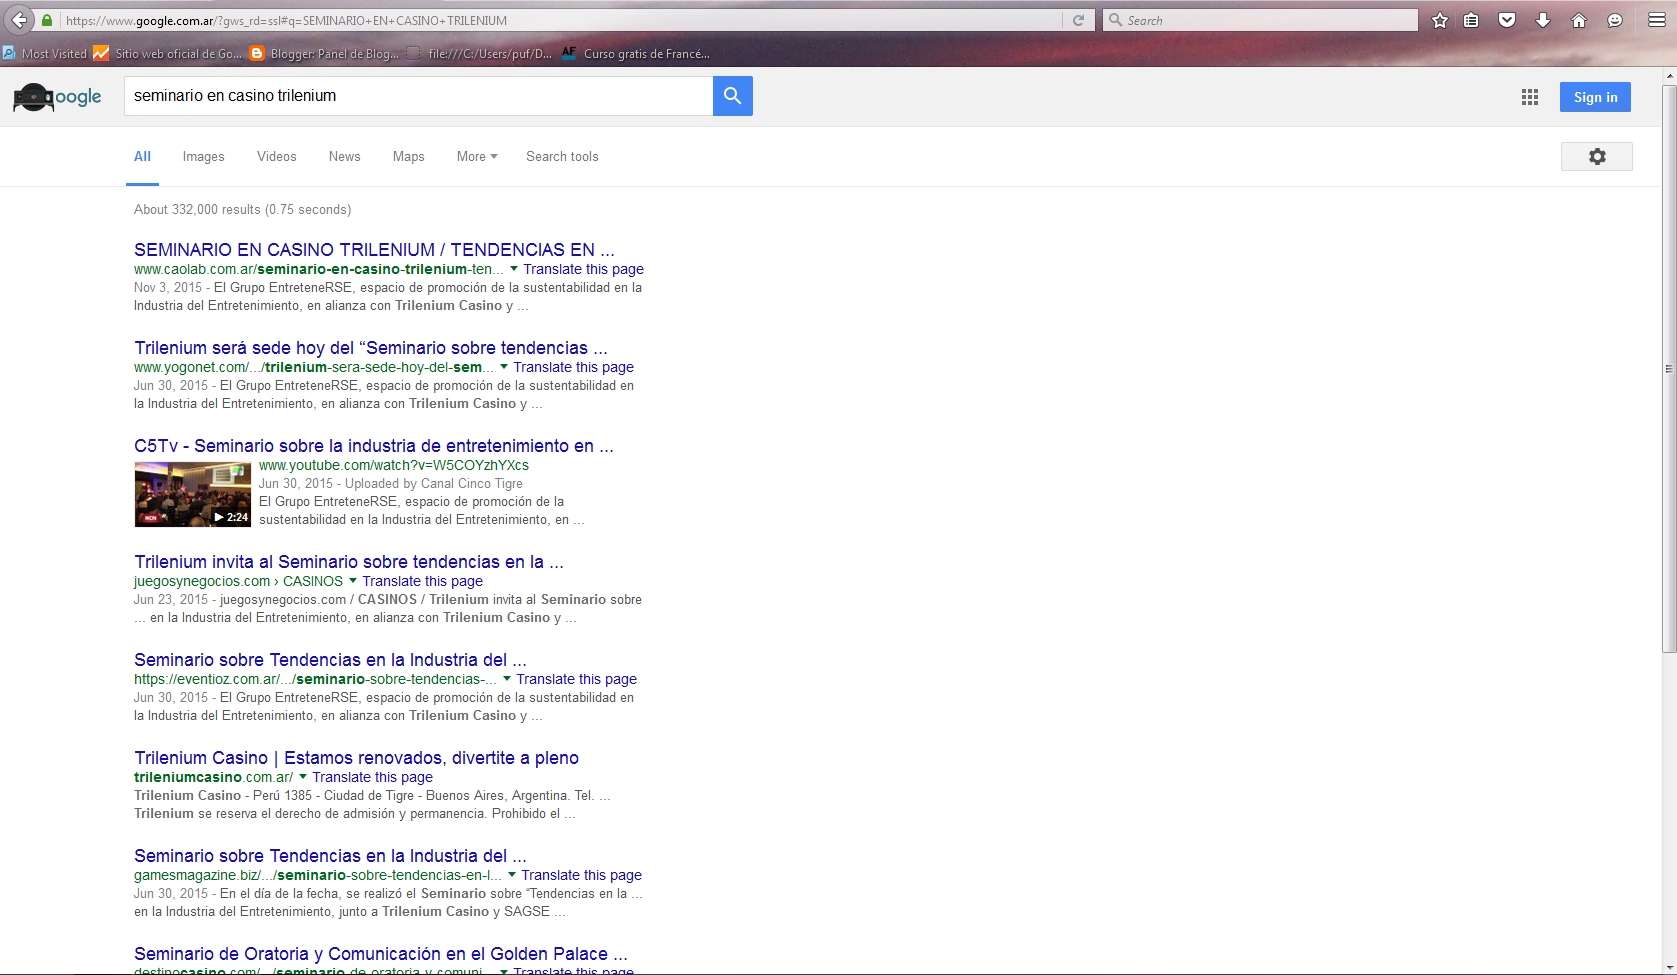 https://www.google.com.ar/?gws_rd=ssl#q=SEMINARIO+EN+CASINO+TRILENIUM
Search
Most Visited
Sitio web oficial de Go...
Blogger: Panel de Blog...
file:///C:/Users/puf/D...
AF
Curso gratis de Francé...
oogle
seminario en casino trilenium
Sign in
All
Images
Videos
News
Maps
More
Search tools
About 332,000 results (0.75 seconds)
SEMINARIO EN CASINO TRILENIUM / TENDENCIAS EN ...
www.caolab.com.ar/seminario-en-casino-trilenium-ten... Translate this page
Nov 3, 2015 - El Grupo EntreteneRSE, espacio de promoción de la sustentabilidad en la
Industria del Entretenimiento, en alianza con Trilenium Casino y ...
Trilenium será sede hoy del “Seminario sobre tendencias ...
www.yogonet.com/.../trilenium-sera-sede-hoy-del-sem... Translate this page
Jun 30, 2015 - El Grupo EntreteneRSE, espacio de promoción de la sustentabilidad en
la Industria del Entretenimiento, en alianza con Trilenium Casino y ...
C5Tv - Seminario sobre la industria de entretenimiento en ...
www.youtube.com/watch?v=W5COYzhYXcs
Jun 30, 2015 - Uploaded by Canal Cinco Tigre
El Grupo EntreteneRSE, espacio de promoción de la
sustentabilidad en la Industria del Entretenimiento, en ...
NCN
2:24
Trilenium invita al Seminario sobre tendencias en la ...
juegosynegocios.com › CASINOS Translate this page
Jun 23, 2015 - juegosynegocios.com / CASINOS / Trilenium invita al Seminario sobre
... en la Industria del Entretenimiento, en alianza con Trilenium Casino y ...
Seminario sobre Tendencias en la Industria del ...
https://eventioz.com.ar/.../seminario-sobre-tendencias-... Translate this page
Jun 30, 2015 - El Grupo EntreteneRSE, espacio de promoción de la sustentabilidad en
la Industria del Entretenimiento, en alianza con Trilenium Casino y ...
Trilenium Casino | Estamos renovados, divertite a pleno
trileniumcasino.com.ar/ Translate this page
Trilenium Casino - Perú 1385 - Ciudad de Tigre - Buenos Aires, Argentina. Tel. ...
Trilenium se reserva el derecho de admisión y permanencia. Prohibido el ...
Seminario sobre Tendencias en la Industria del ...
gamesmagazine.biz/.../seminario-sobre-tendencias-en-l... Translate this page
Jun 30, 2015 - En el día de la fecha, se realizó el Seminario sobre “Tendencias en la ...
en la Industria del Entretenimiento, junto a Trilenium Casino y SAGSE ...
Seminario de Oratoria y Comunicación en el Golden Palace ...
destinocasino.com/.../seminario-de-oratoria-y-comuni... Translate this page